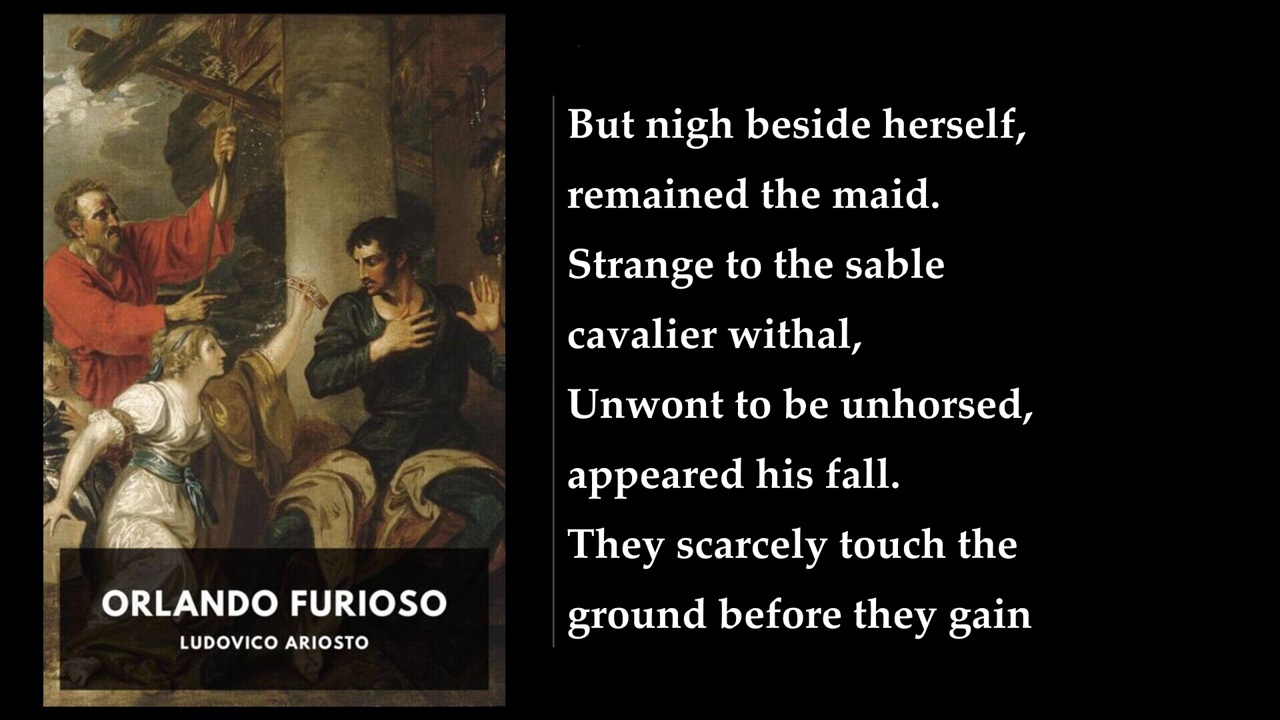 ORLANDO FURIOSO
LUDOVICO ARIOSTO
But nigh beside herself,
remained the maid.
Strange to the sable
cavalier withal,
Unwont to be unhorsed,
appeared his fall.
They scarcely touch the
ground before they gain